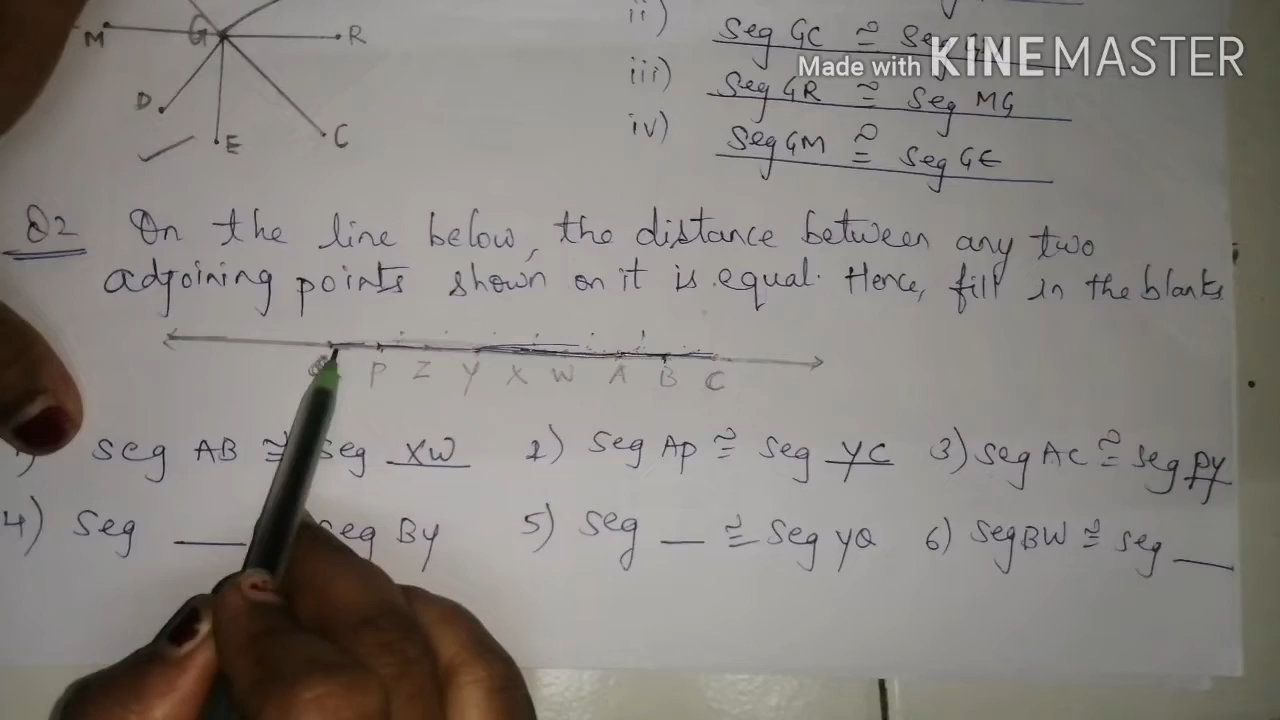 ii) Seg GC ≅ Seg
Made with KINEMASTER
M G R
iii) Seg GR ≅ Seg MG
D E C
iv) Seg GM ≅ Seg GE
Q2 On the line below, the distance between any two
adjoining points shown on it is equal. Hence, fill in the blanks
P Z Y X W A B C
seg AB ≅ seg XW 2) Seg AP ≅ seg YC 3) seg AC ≅ seg PY
4) Seg ___ seg BY 5) seg __ ≅ seg YQ 6) seg BW ≅ seg ___